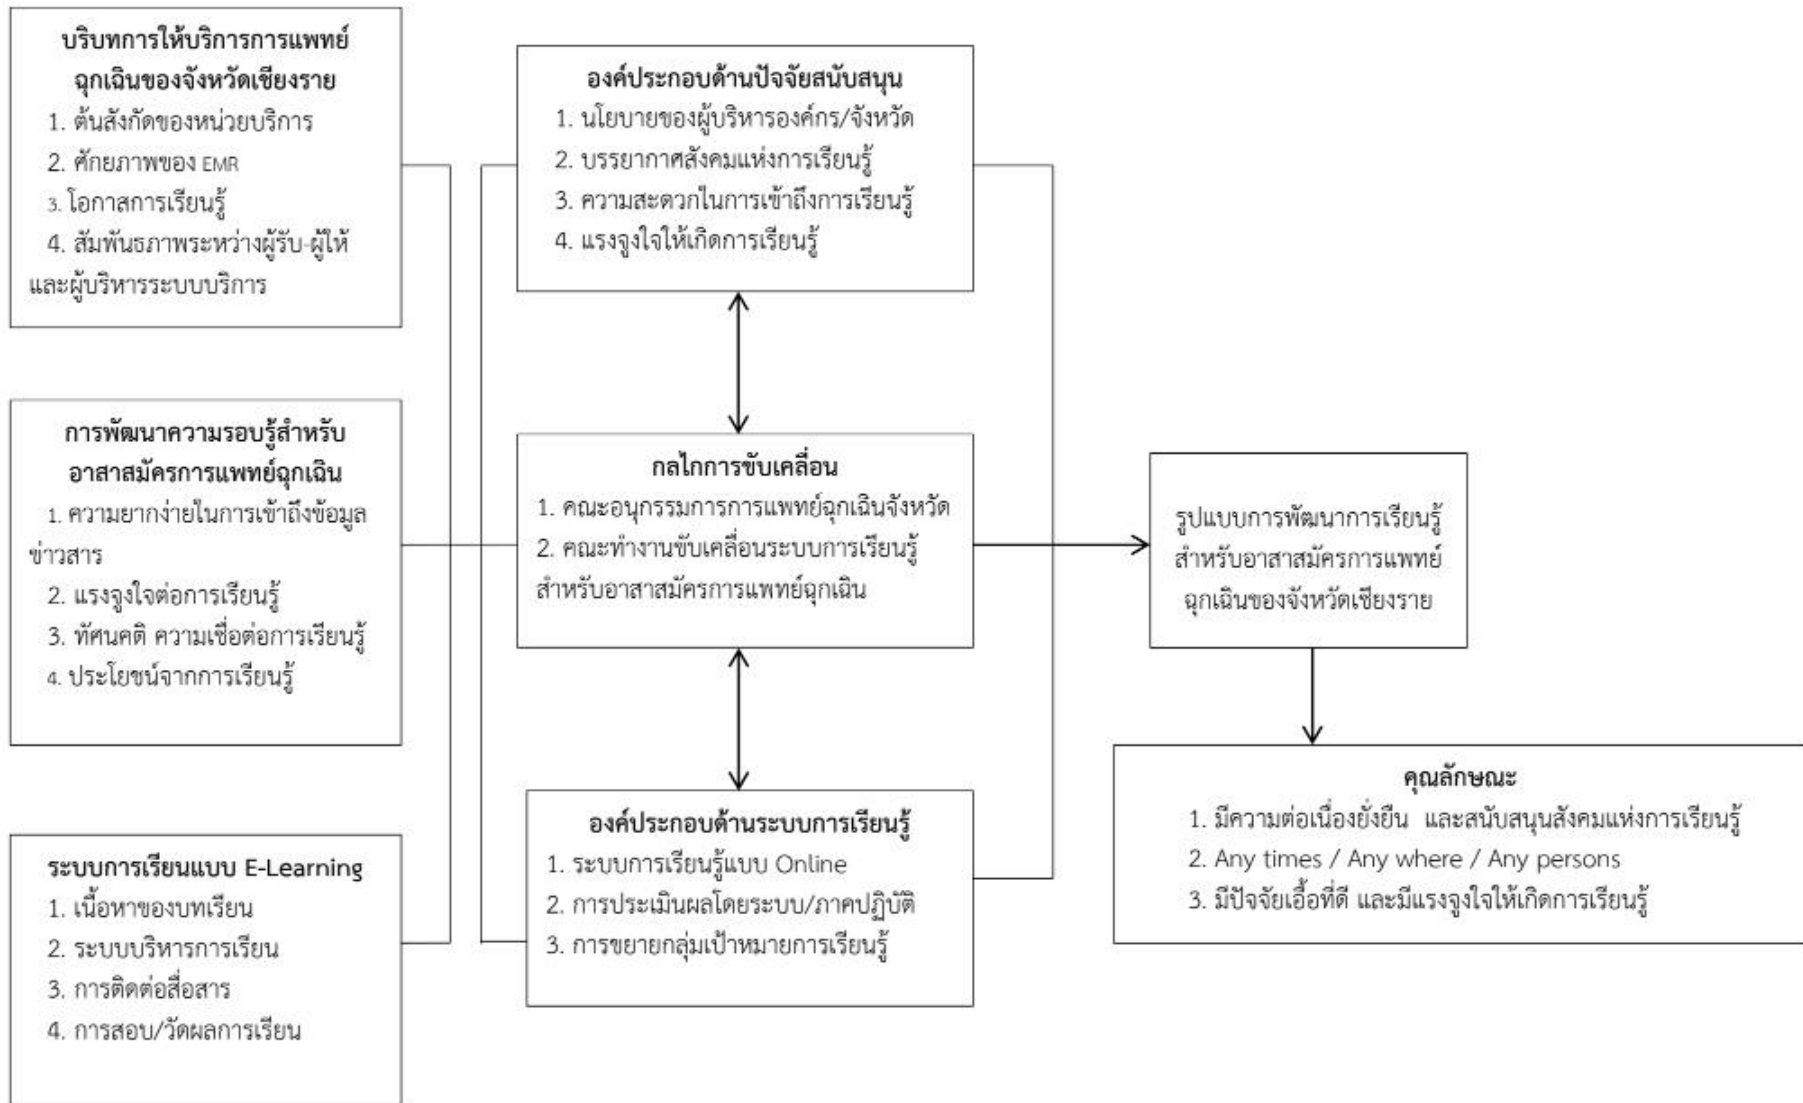 บริบทการให้บริการการแพทย์
ฉุกเฉินของจังหวัดเชียงราย
1. ต้นสังกัดของหน่วยบริการ
2. ศักยภาพของ EMR
3. โอกาสการเรียนรู้
4. สัมพันธภาพระหว่างผู้รับ-ผู้ให้
และผู้บริหารระบบบริการ
การพัฒนาความรอบรู้สำหรับ
อาสาสมัครการแพทย์ฉุกเฉิน
1. ความยากง่ายในการเข้าถึงข้อมูล
ข่าวสาร
2. แรงจูงใจต่อการเรียนรู้
3. ทัศนคติ ความเชื่อต่อการเรียนรู้
4. ประโยชน์จากการเรียนรู้
ระบบการเรียนแบบ E-Learning
1. เนื้อหาของบทเรียน
2. ระบบบริหารการเรียน
3. การติดต่อสื่อสาร
4. การสอบ/วัดผลการเรียน
องค์ประกอบด้านปัจจัยสนับสนุน
1. นโยบายของผู้บริหารองค์กร/จังหวัด
2. บรรยากาศสังคมแห่งการเรียนรู้
3. ความสะดวกในการเข้าถึงการเรียนรู้
4. แรงจูงใจให้เกิดการเรียนรู้
กลไกการขับเคลื่อน
1. คณะอนุกรรมการการแพทย์ฉุกเฉินจังหวัด
2. คณะทำงานขับเคลื่อนระบบการเรียนรู้
สำหรับอาสาสมัครการแพทย์ฉุกเฉิน
องค์ประกอบด้านระบบการเรียนรู้
1. ระบบการเรียนรู้แบบ Online
2. การประเมินผลโดยระบบ/ภาคปฏิบัติ
3. การขยายกลุ่มเป้าหมายการเรียนรู้
รูปแบบการพัฒนาการเรียนรู้
สำหรับอาสาสมัครการแพทย์
ฉุกเฉินของจังหวัดเชียงราย
คุณลักษณะ
1. มีความต่อเนื่องยั่งยืน และสนับสนุนสังคมแห่งการเรียนรู้
2. Any times / Any where / Any persons
3. มีปัจจัยเอื้อที่ดี และมีแรงจูงใจให้เกิดการเรียนรู้